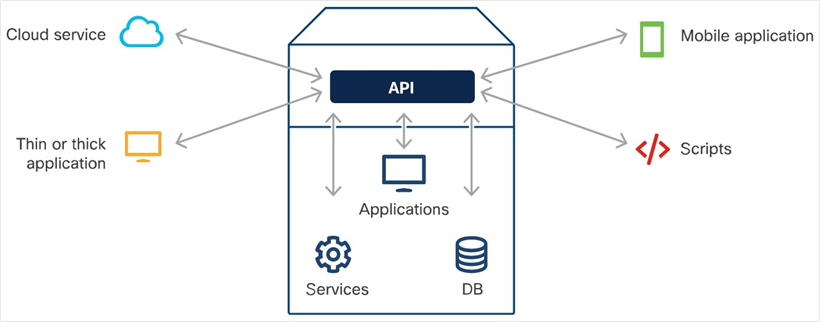 Cloud service
Mobile application
API
Thin or thick
application
Scripts
Applications
Services
DB